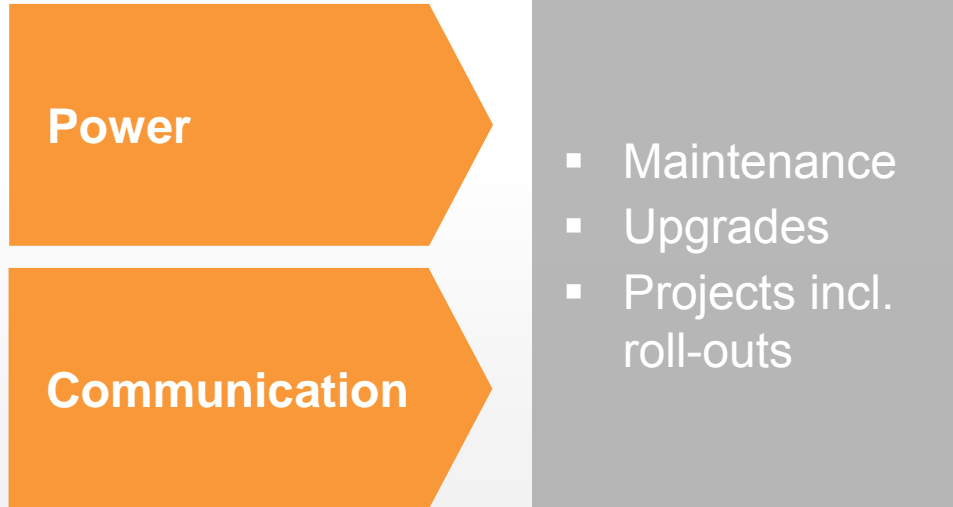 Power
Communication
▪ Maintenance
▪ Upgrades
▪ Projects incl.
roll-outs